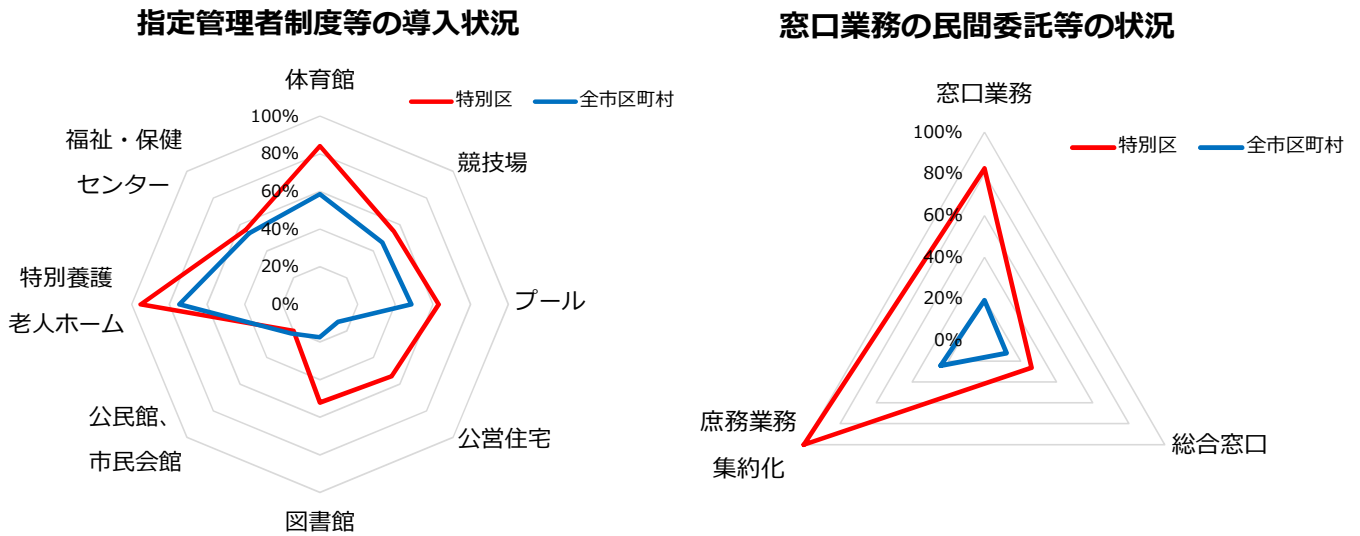 指定管理者制度等の導入状況
体育館
特別区
全市区町村
100%
80%
60%
40%
20%
0%
競技場
プール
公営住宅
図書館
公民館、
市民会館
特別養護
老人ホーム
福祉・保健
センター
窓口業務の民間委託等の状況
窓口業務
特別区
全市区町村
100%
80%
60%
40%
20%
0%
総合窓口
庶務業務
集約化